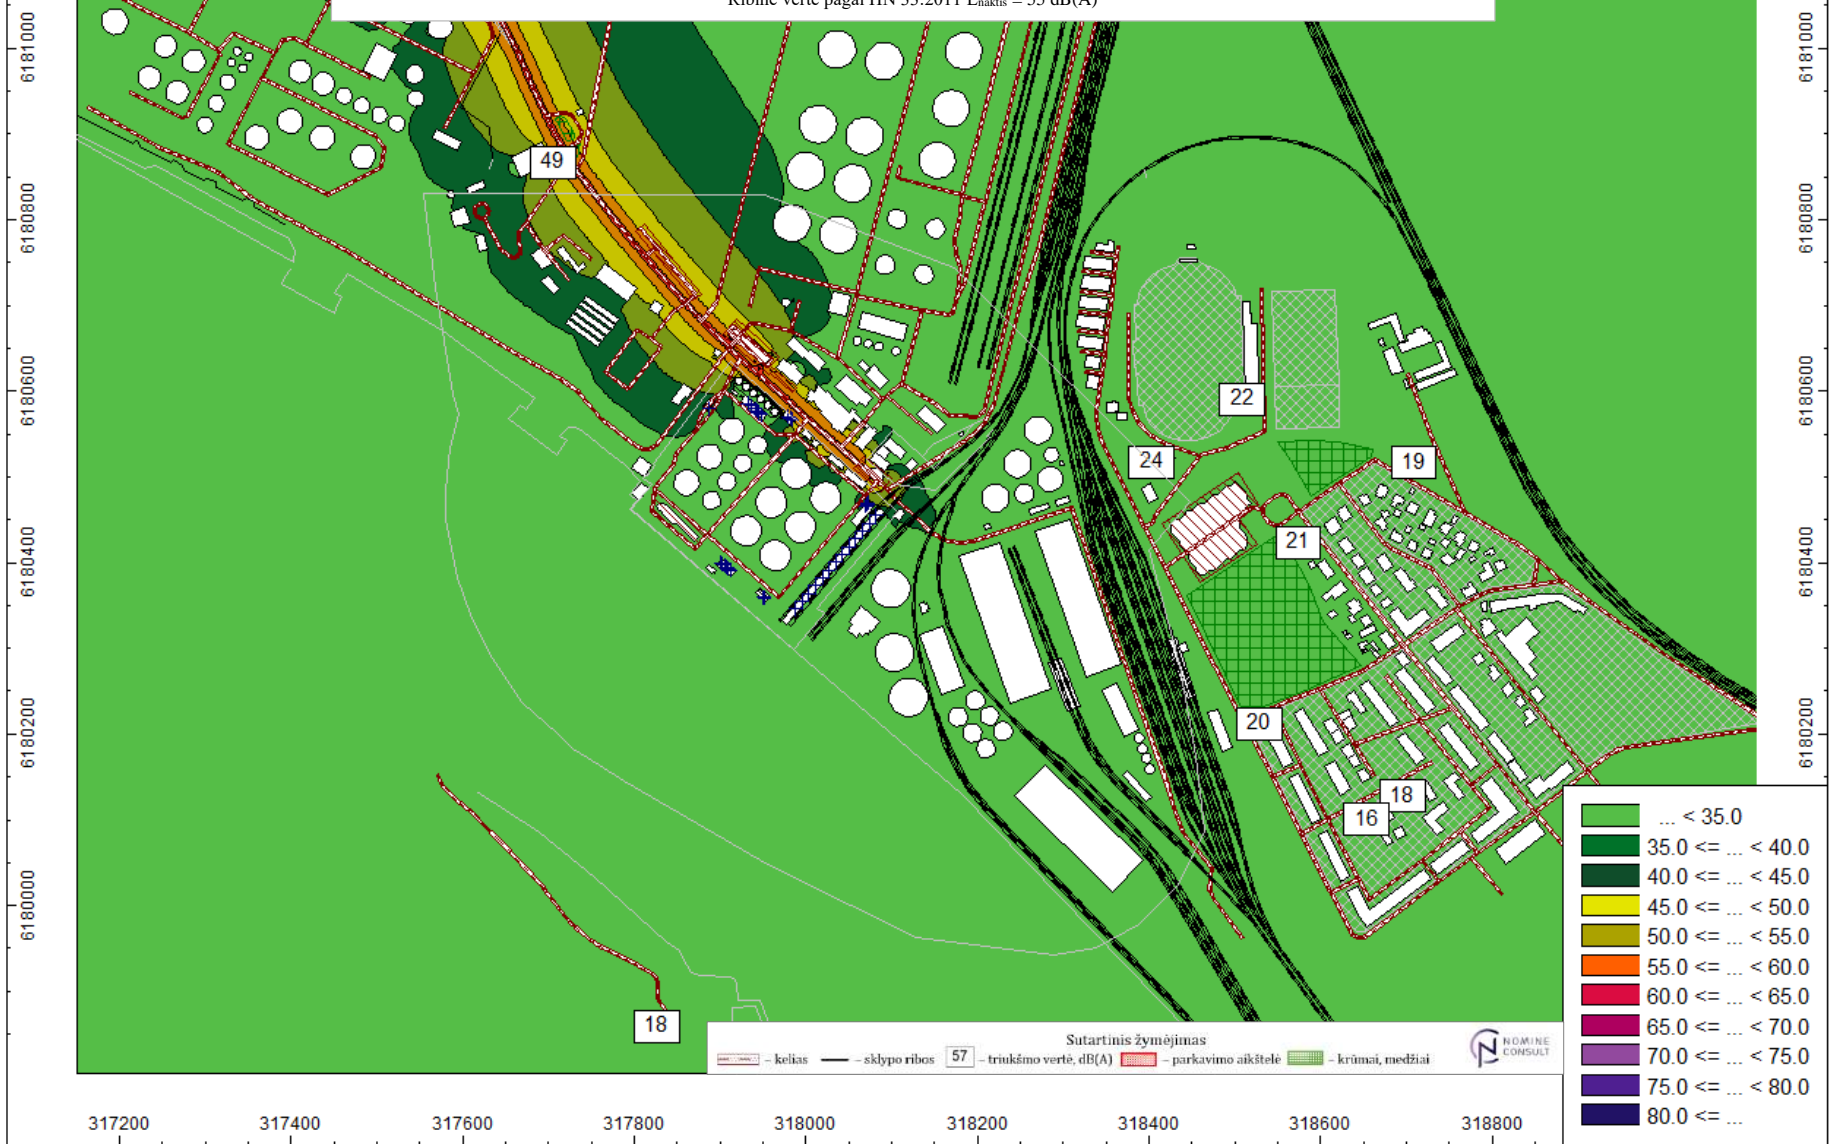 Ribinė vertė pagal HN 33:2011 Lnaktis = 55 dB(A)
6181000
6181000
49
6180800
6180800
6180600
6180600
22
24
19
21
6180400
6180400
20
6180200
6180200
18
16
... < 35.0
35.0 <= ... < 40.0
40.0 <= ... < 45.0
45.0 <= ... < 50.0
50.0 <= ... < 55.0
55.0 <= ... < 60.0
60.0 <= ... < 65.0
65.0 <= ... < 70.0
70.0 <= ... < 75.0
75.0 <= ... < 80.0
80.0 <= ...
6180000
18
Sutartinis žymėjimas
– kelias – sklypo ribos 57 – triukšmo vertė, dB(A) – parkavimo aikštelė – krūmai, medžiai
NOMINE
CONSULT
317200 317400 317600 317800 318000 318200 318400 318600 318800